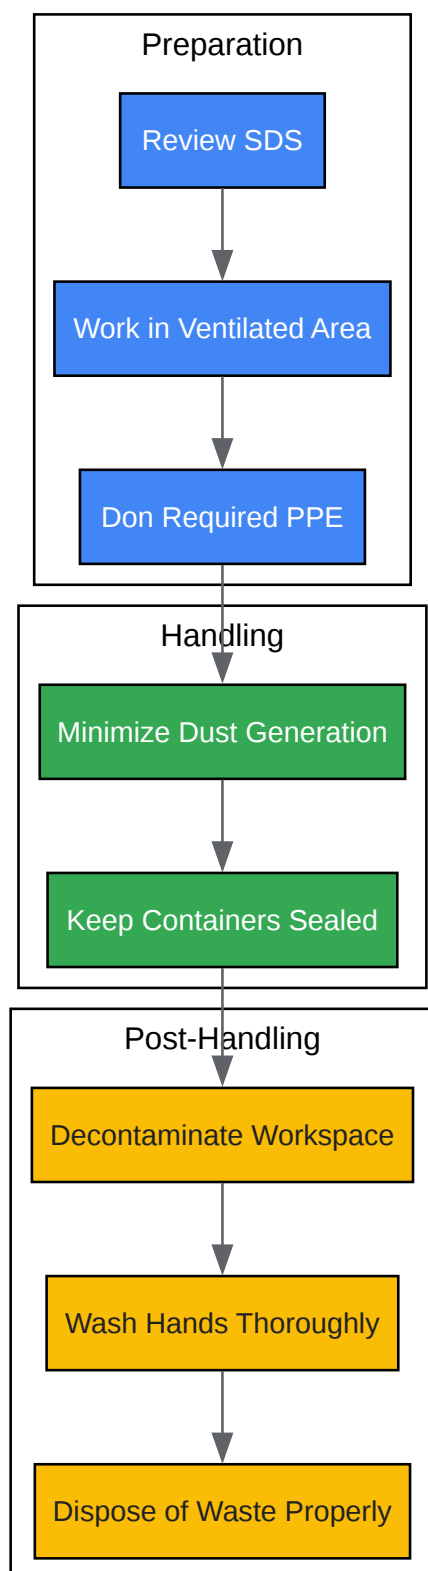 Preparation
Review SDS
Work in Ventilated Area
Don Required PPE
Handling
Minimize Dust Generation
Keep Containers Sealed
Post-Handling
Decontaminate Workspace
Wash Hands Thoroughly
Dispose of Waste Properly